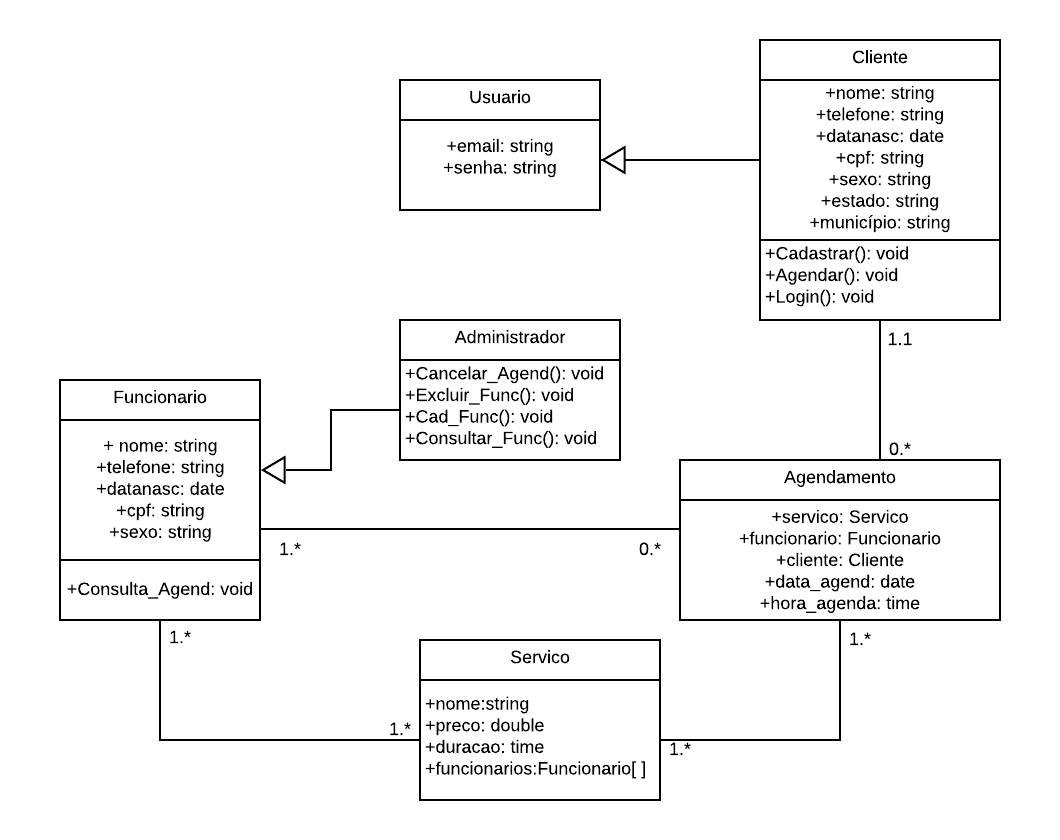 Cliente
+nome: string
+telefone: string
+datanasc: date
+cpf: string
+sexo: string
+estado: string
+município: string
+Cadastrar(): void
+Agendar(): void
+Login(): void
Usuario
+email: string
+senha: string
1.1
0.*
Administrador
+Cancelar_Agend(): void
+Excluir_Func(): void
+Cad_Func(): void
+Consultar_Func(): void
Funcionario
+ nome: string
+telefone: string
+datanasc: date
+cpf: string
+sexo: string
+Consulta_Agend: void
1.*
0.*
Agendamento
+servico: Servico
+funcionario: Funcionario
+cliente: Cliente
+data_agend: date
+hora_agenda: time
1.*
1.*
Servico
+nome:string
+preco: double
+duracao: time
+funcionarios:Funcionario[ ]
1.*
1.*